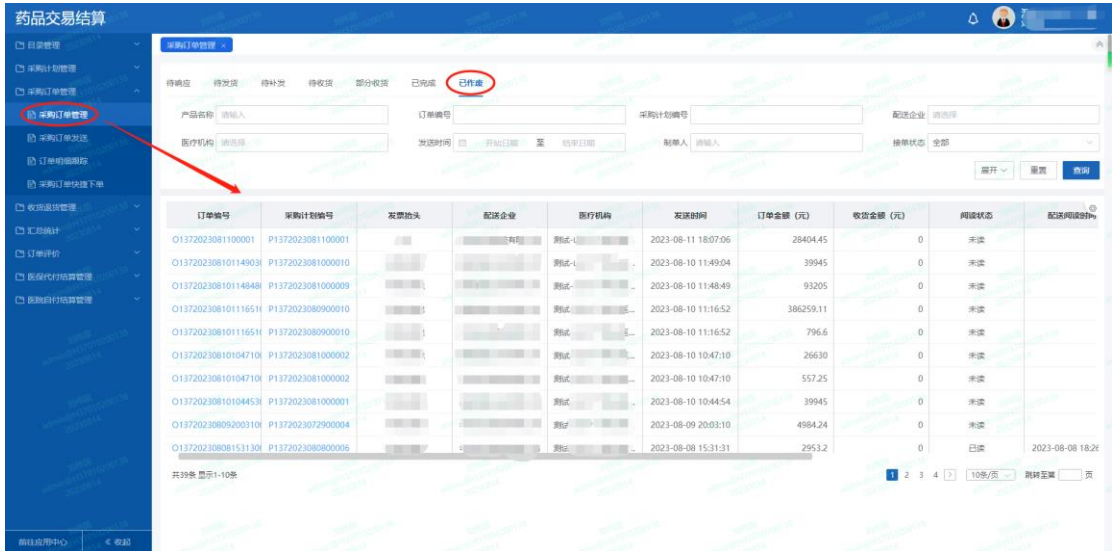 药品交易结算
目录管理
采购计划管理
采购订单管理
采购订单管理
采购订单发送
订单明细跟踪
采购订单快捷下单
收货退货管理
汇总统计
订单评价
医保代付结算管理
医院自付结算管理
前往应用中心 《 收起
采购订单管理 ×
待响应 待发货 待补发 待收货 部分收货 已完成 已作废
产品名称 请输入 订单编号 采购计划编号 配送企业 请选择
医疗机构 请选择 发送时间 开始日期 至 结束日期 制单人 请输入 接单状态 全部
展开 重置 查询
订单编号 采购计划编号 发票抬头 配送企业 医疗机构 发送时间 订单金额 (元) 收货金额 (元) 阅读状态 配送阅读时间
O1372023081100001 P1372023081100001 有限 测试-L 2023-08-11 18:07:06 28404.45 0 未读
O137202308101149030 P1372023081000010 测试-L 2023-08-10 11:49:04 39945 0 未读
O137202308101148480 P1372023081000009 测试- 2023-08-10 11:48:49 93205 0 未读
O137202308101116510 P1372023080900010 测试 2023-08-10 11:16:52 386259.11 0 未读
O137202308101116510 P1372023080900010 测试 2023-08-10 11:16:52 796.6 0 未读
O137202308101047100 P1372023081000002 测试 2023-08-10 10:47:10 26630 0 未读
O137202308101047100 P1372023081000002 测试 2023-08-10 10:47:10 557.25 0 未读
O137202308101044530 P1372023081000001 测试 2023-08-10 10:44:54 39945 0 未读
O137202308092003100 P1372023072900004 测试 2023-08-09 20:03:10 4984.24 0 未读
O137202308081531300 P1372023080800006 测试 2023-08-08 15:31:31 2953.2 0 已读 2023-08-08 18:26
共39条 显示1-10条 1 2 3 4 > 10条/页 跳转至第 页